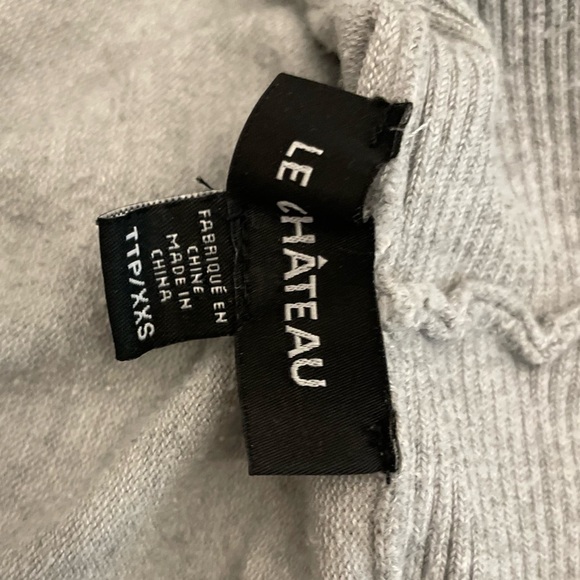 LE CHÂTEAU
FABRIQUÉ EN
CHINE
MADE IN
CHINA
TTP/XXS